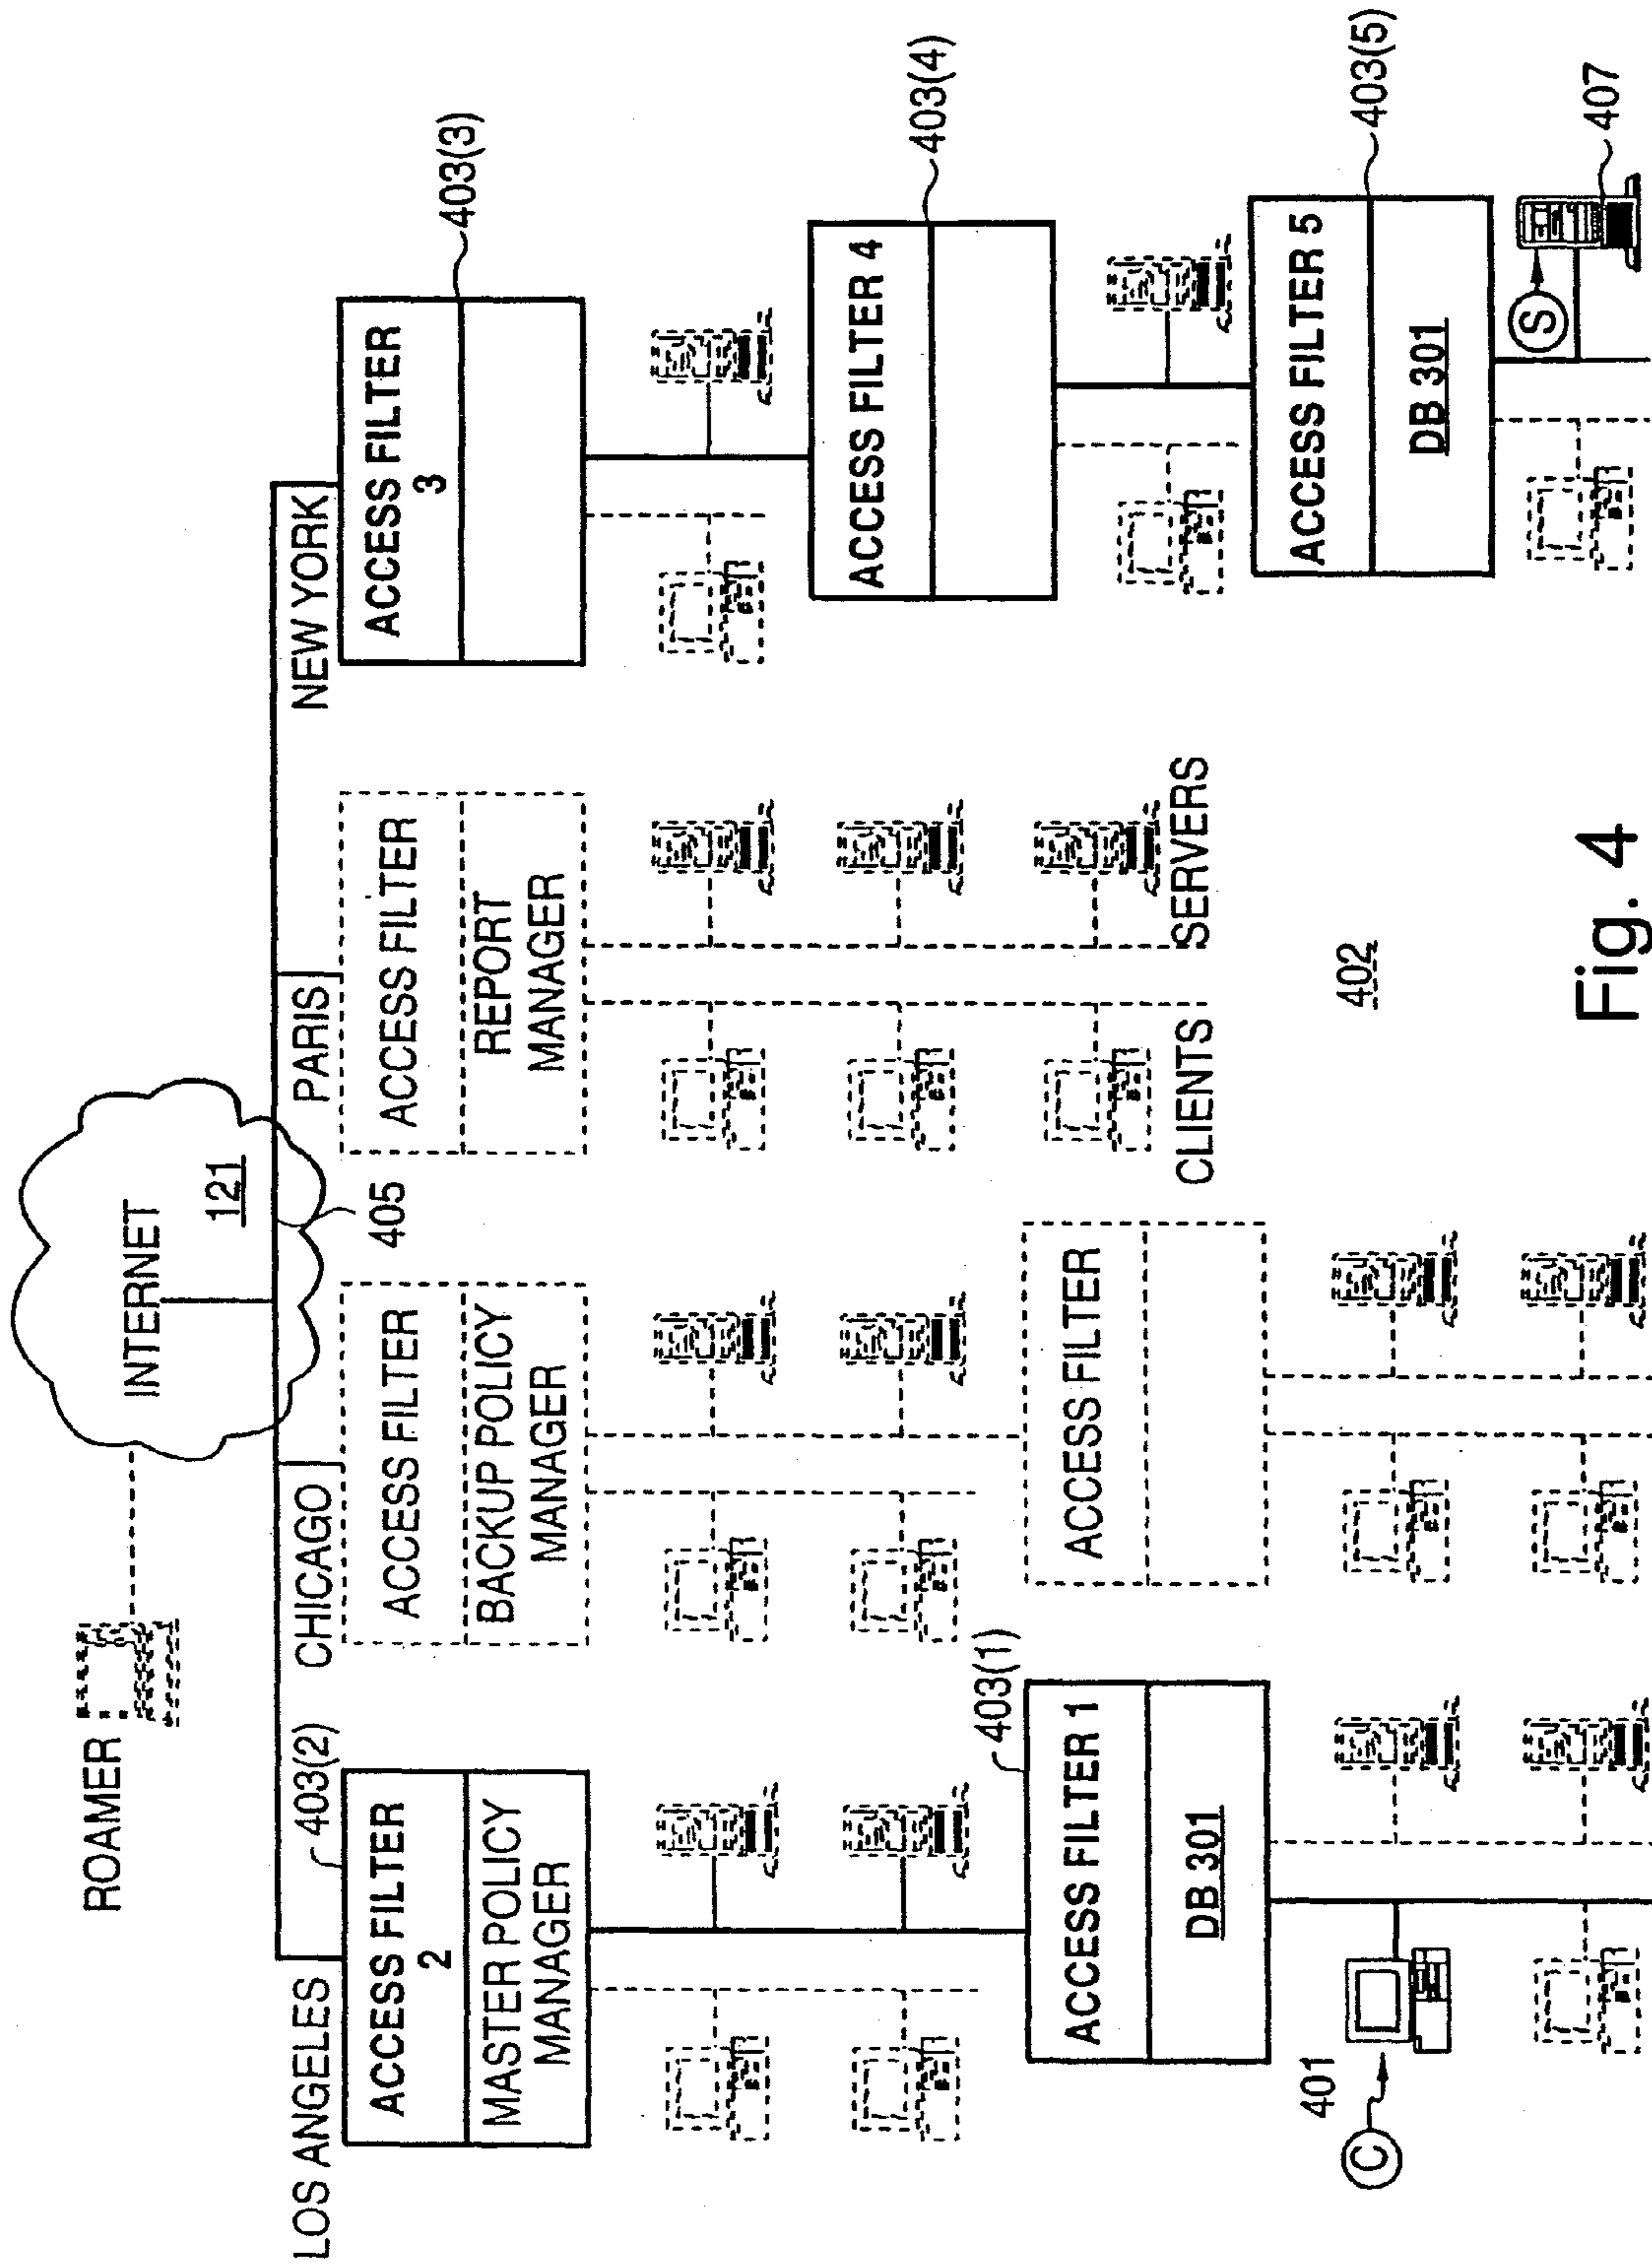 ROAMER
INTERNET
121
405
LOS ANGELES
403(2)
ACCESS FILTER
2
MASTER POLICY
MANAGER
CHICAGO
ACCESS FILTER
BACKUP POLICY
MANAGER
PARIS
ACCESS FILTER
REPORT
MANAGER
NEW YORK
ACCESS FILTER
3
403(3)
ACCESS FILTER 4
403(4)
403(1)
ACCESS FILTER 1
DB 301
ACCESS FILTER
CLIENTS
SERVERS
ACCESS FILTER 5
DB 301
403(5)
401
C
402
S
407
Fig. 4